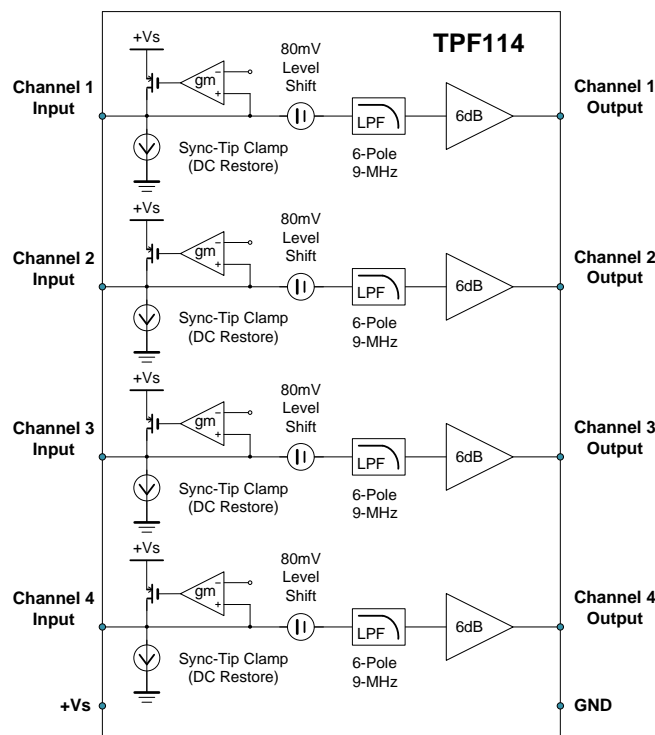 TPF114
+Vs
80mV
Level
Shift
Channel 1
Input
gm
−
+
LPF
6dB
Channel 1
Output
Sync-Tip Clamp
(DC Restore)
6-Pole
9-MHz
+Vs
80mV
Level
Shift
Channel 2
Input
gm
−
+
LPF
6dB
Channel 2
Output
Sync-Tip Clamp
(DC Restore)
6-Pole
9-MHz
+Vs
80mV
Level
Shift
Channel 3
Input
gm
−
+
LPF
6dB
Channel 3
Output
Sync-Tip Clamp
(DC Restore)
6-Pole
9-MHz
+Vs
80mV
Level
Shift
Channel 4
Input
gm
−
+
LPF
6dB
Channel 4
Output
Sync-Tip Clamp
(DC Restore)
6-Pole
9-MHz
+Vs
GND